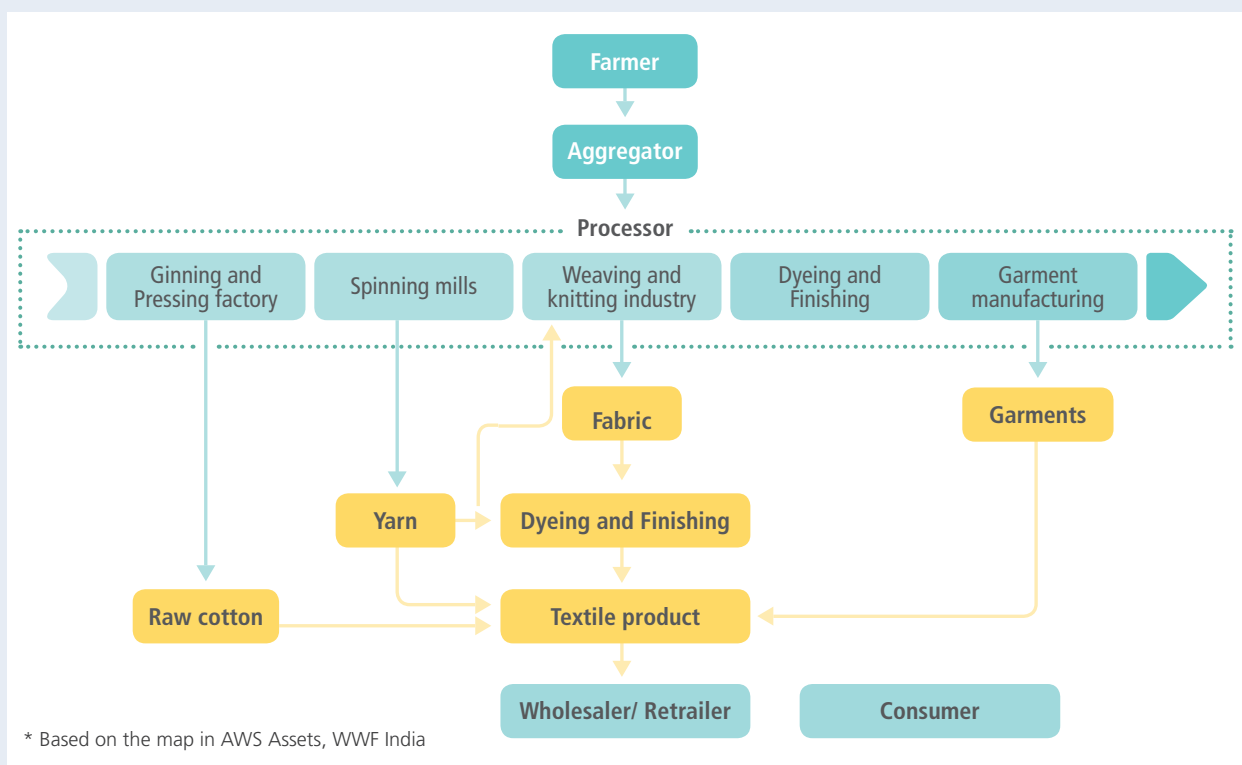 Farmer
Aggregator
Processor
Ginning and
Pressing factory
Spinning mills
Weaving and
knitting industry
Dyeing and
Finishing
Garment
manufacturing
Fabric
Garments
Yarn
Dyeing and Finishing
Raw cotton
Textile product
Wholesaler/ Retrailer
Consumer
* Based on the map in AWS Assets, WWF India